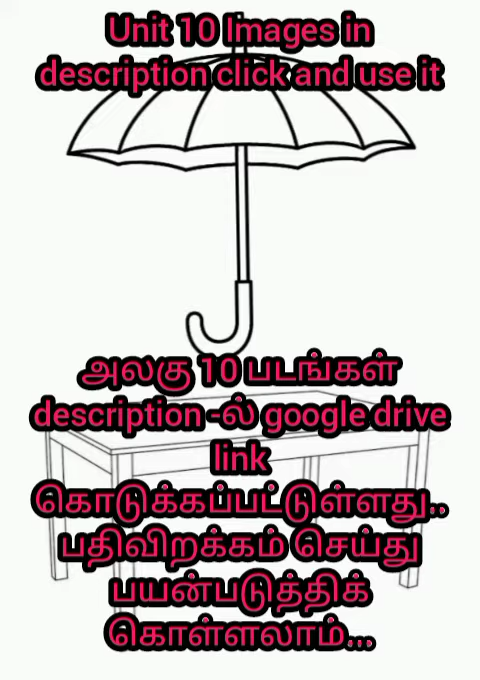 Unit 10 Images in
description click and use it
அலகு 10 படங்கள்
description -ல் google drive
link
கொடுக்கப்பட்டுள்ளது..
பதிவிறக்கம் செய்து
பயன்படுத்திக்
கொள்ளலாம்...